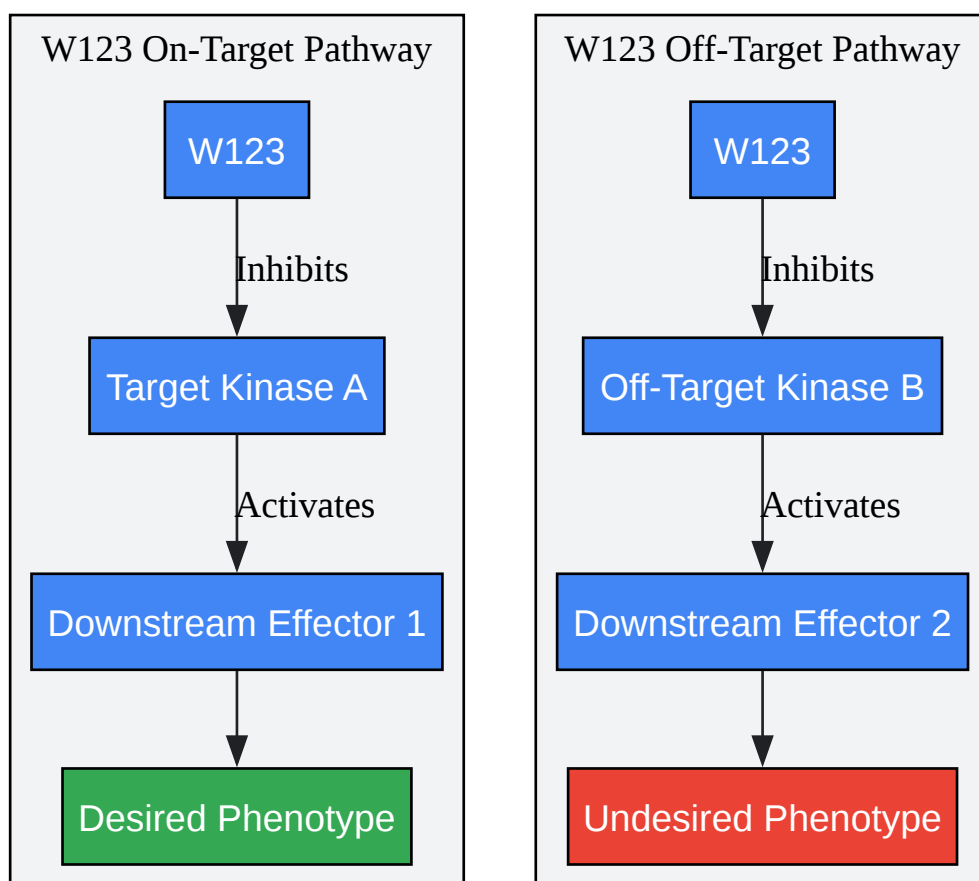 W123 On-Target Pathway
W123
Inhibits
Target Kinase A
Activates
Downstream Effector 1
Desired Phenotype
W123 Off-Target Pathway
W123
Inhibits
Off-Target Kinase B
Activates
Downstream Effector 2
Undesired Phenotype